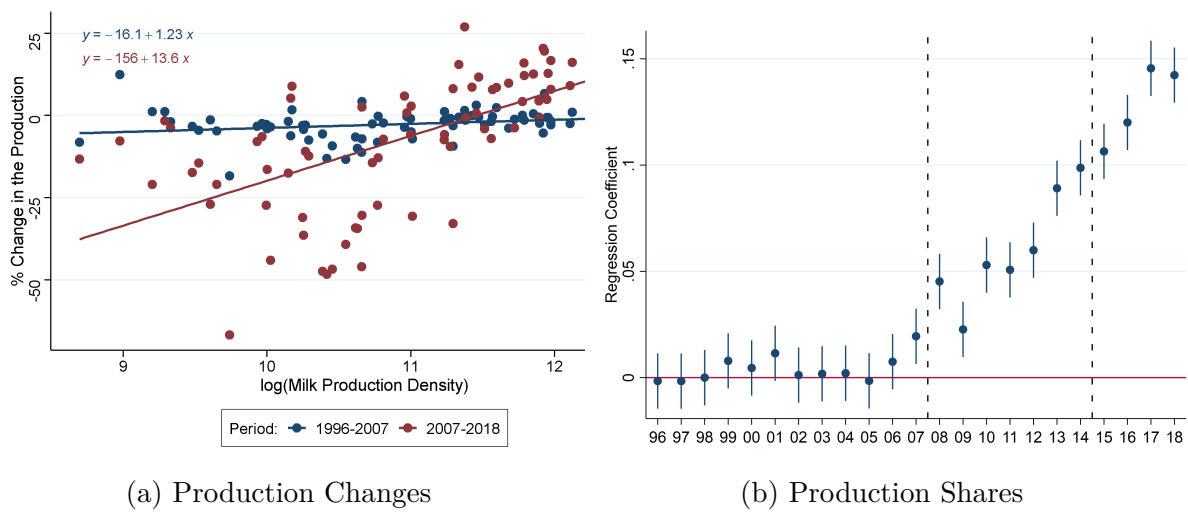 y = −16.1 + 1.23 x
y = −156 + 13.6 x
% Change in the Production
25
0
-25
-50
9 10 11 12
log(Milk Production Density)
Period: 1996-2007 2007-2018
(a) Production Changes
Regression Coefficient
.15
.1
.05
0
96 97 98 99 00 01 02 03 04 05 06 07 08 09 10 11 12 13 14 15 16 17 18
(b) Production Shares